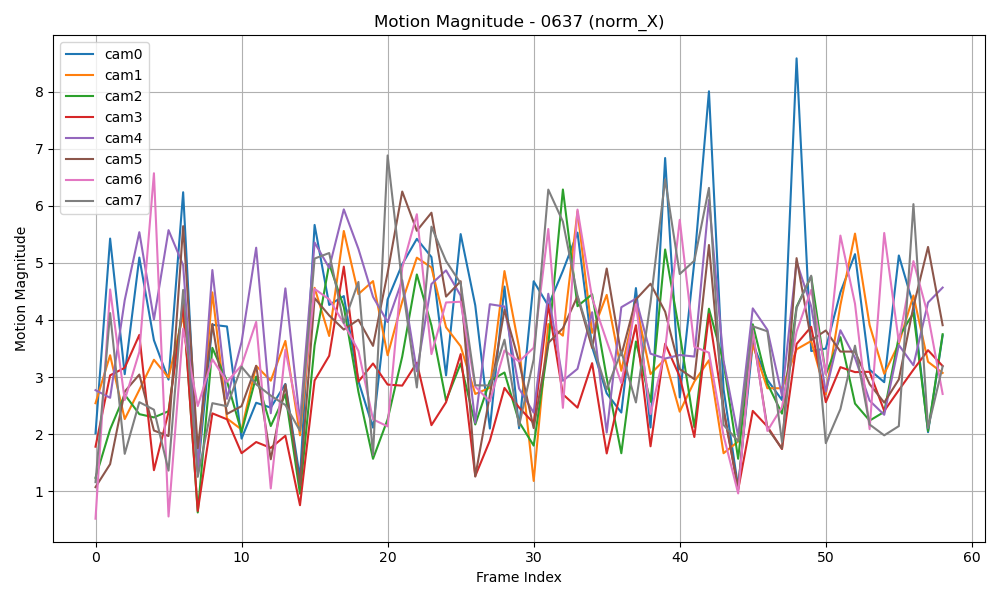 Motion Magnitude - 0637 (norm_X)
cam0
cam1
cam2
cam3
cam4
cam5
cam6
cam7
Motion Magnitude
8
7
6
5
4
3
2
1
0 10 20 30 40 50 60
Frame Index